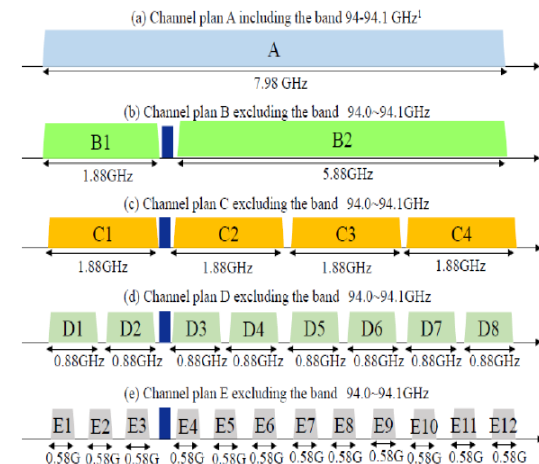 (a) Channel plan A including the band 94-94.1 GHz¹
A
7.98 GHz
(b) Channel plan B excluding the band 94.0~94.1GHz
B1 B2
1.88GHz 5.88GHz
(c) Channel plan C excluding the band 94.0~94.1GHz
C1 C2 C3 C4
1.88GHz 1.88GHz 1.88GHz 1.88GHz
(d) Channel plan D excluding the band 94.0~94.1GHz
D1 D2 D3 D4 D5 D6 D7 D8
0.88GHz 0.88GHz 0.88GHz 0.88GHz 0.88GHz 0.88GHz 0.88GHz 0.88GHz
(e) Channel plan E excluding the band 94.0~94.1GHz
E1 E2 E3 E4 E5 E6 E7 E8 E9 E10 E11 E12
0.58G 0.58G 0.58G 0.58G 0.58G 0.58G 0.58G 0.58G 0.58G 0.58G 0.58G 0.58G